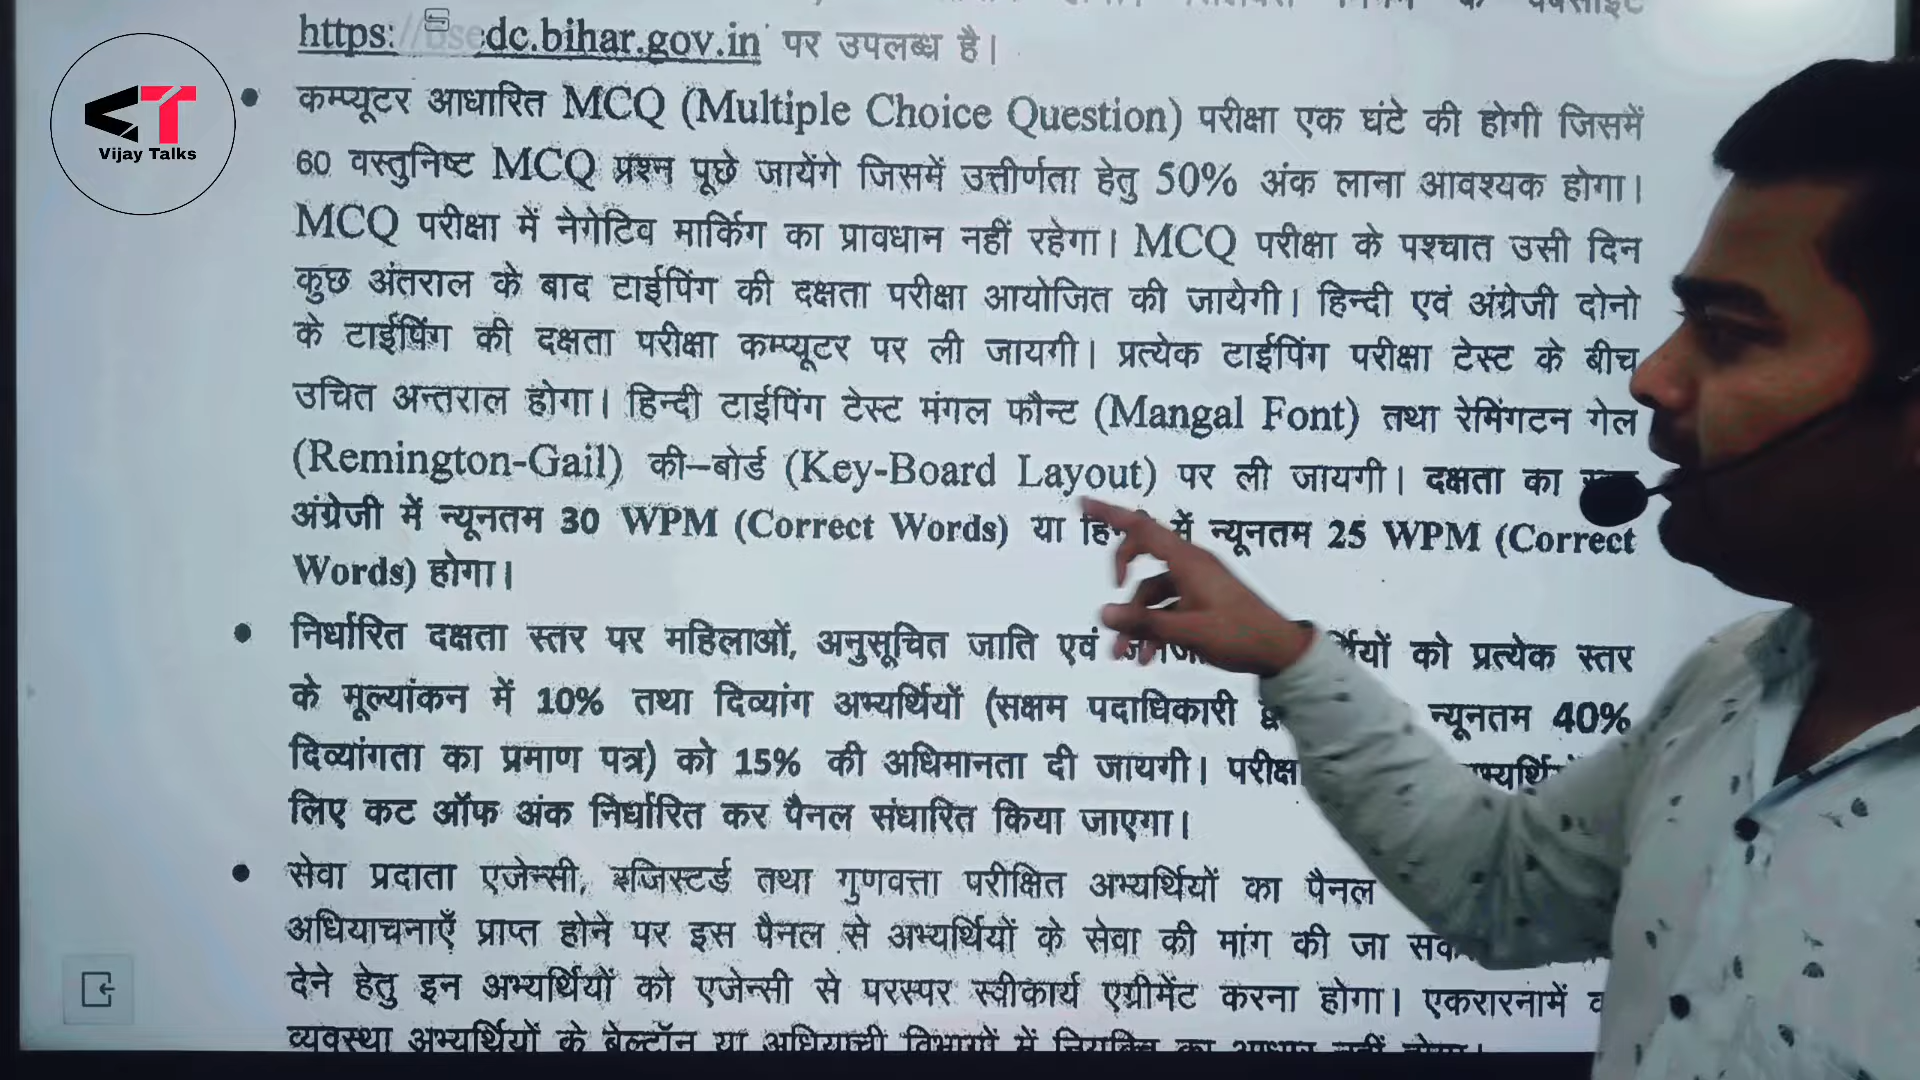 https: dc.bihar.gov.in पर उपलब्ध है।
कम्प्यूटर आधारित MCQ (Multiple Choice Question) परीक्षा एक घंटे की होगी जिसमें
60 वस्तुनिष्ट MCQ प्रश्न पूछे जायेंगे जिसमें उत्तीर्णता हेतु 50% अंक लाना आवश्यक होगा।
MCQ परीक्षा में नेगेटिव मार्किंग का प्रावधान नहीं रहेगा। MCQ परीक्षा के पश्चात उसी दिन
कुछ अंतराल के बाद टाईपिंग की दक्षता परीक्षा आयोजित की जायेगी। हिन्दी एवं अंग्रेजी दोनो
के टाईपिंग की दक्षता परीक्षा कम्प्यूटर पर ली जायगी। प्रत्येक टाईपिंग परीक्षा टेस्ट के बीच
उचित अन्तराल होगा। हिन्दी टाईपिंग टेस्ट मंगल फौन्ट (Mangal Font) तथा रेमिंगटन गेल
(Remington-Gail) की-बोर्ड (Key-Board Layout) पर ली जायगी। दक्षता का
अंग्रेजी में न्यूनतम 30 WPM (Correct Words) या में न्यूनतम 25 WPM (Correct
Words) होगा।
निर्धारित दक्षता स्तर पर महिलाओं, अनुसूचित जाति एवं को प्रत्येक स्तर
के मूल्यांकन में 10% तथा दिव्यांग अभ्यर्थियों (सक्षम पदाधिकारी न्यूनतम 40%
दिव्यांगता का प्रमाण पत्र) को 15% की अधिमानता दी जायगी।
लिए कट ऑफ अंक निर्धारित कर पैनल संधारित किया जाएगा।
सेवा प्रदाता एजेन्सी, रजिस्टर्ड तथा गुणवत्ता परीक्षित अभ्यर्थियों का पैनल
अधियाचनाएँ प्राप्त होने पर इस पैनल से अभ्यर्थियों के सेवा की मांग की जा
देने हेतु इन अभ्यर्थियों को एजेन्सी से परस्पर स्वीकार्य एग्रीमेंट करना होगा। एकरारनामें
व्यवस्था अभ्यर्थियों के बेल्ट्रॉन या अधियाची विभागों में नियुक्ति का आधार नहीं होगा।
Vijay Talks